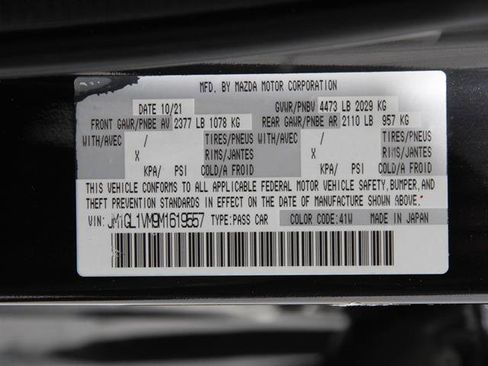 MFD. BY MAZDA MOTOR CORPORATION
DATE 10/21 GVWR/PNBV 4473 LB 2029 KG
FRONT GAWR/PNBE AV 2377 LB 1078 KG REAR GAWR/PNBE AR 2110 LB 957 KG
WITH/AVEC / TIRES/PNEUS WITH/AVEC / TIRES/PNEUS
X RIMS/JANTES X RIMS/JANTES
KPA/ PSI COLD/A FROID KPA/ PSI COLD/A FROID
THIS VEHICLE CONFORMS TO ALL APPLICABLE FEDERAL MOTOR VEHICLE SAFETY, BUMPER, AND
THEFT PREVENTION STANDARDS IN EFFECT ON THE DATE OF MANUFACTURE SHOWN ABOVE.
VIN: JM1GL1VM9M1619557 TYPE: PASS CAR COLOR CODE: 41W MADE IN JAPAN